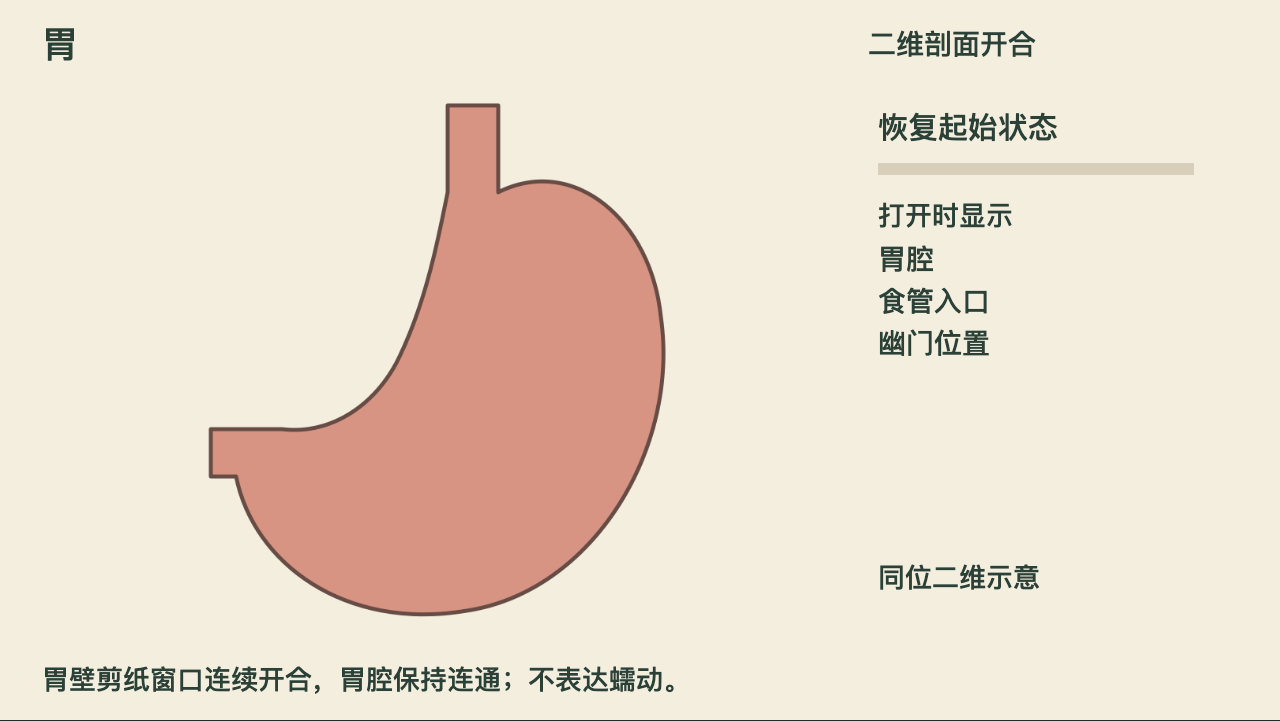 胃
二维剖面开合
恢复起始状态
打开时显示
胃腔
食管入口
幽门位置
同位二维示意
胃壁剪纸窗口连续开合，胃腔保持连通；不表达蠕动。